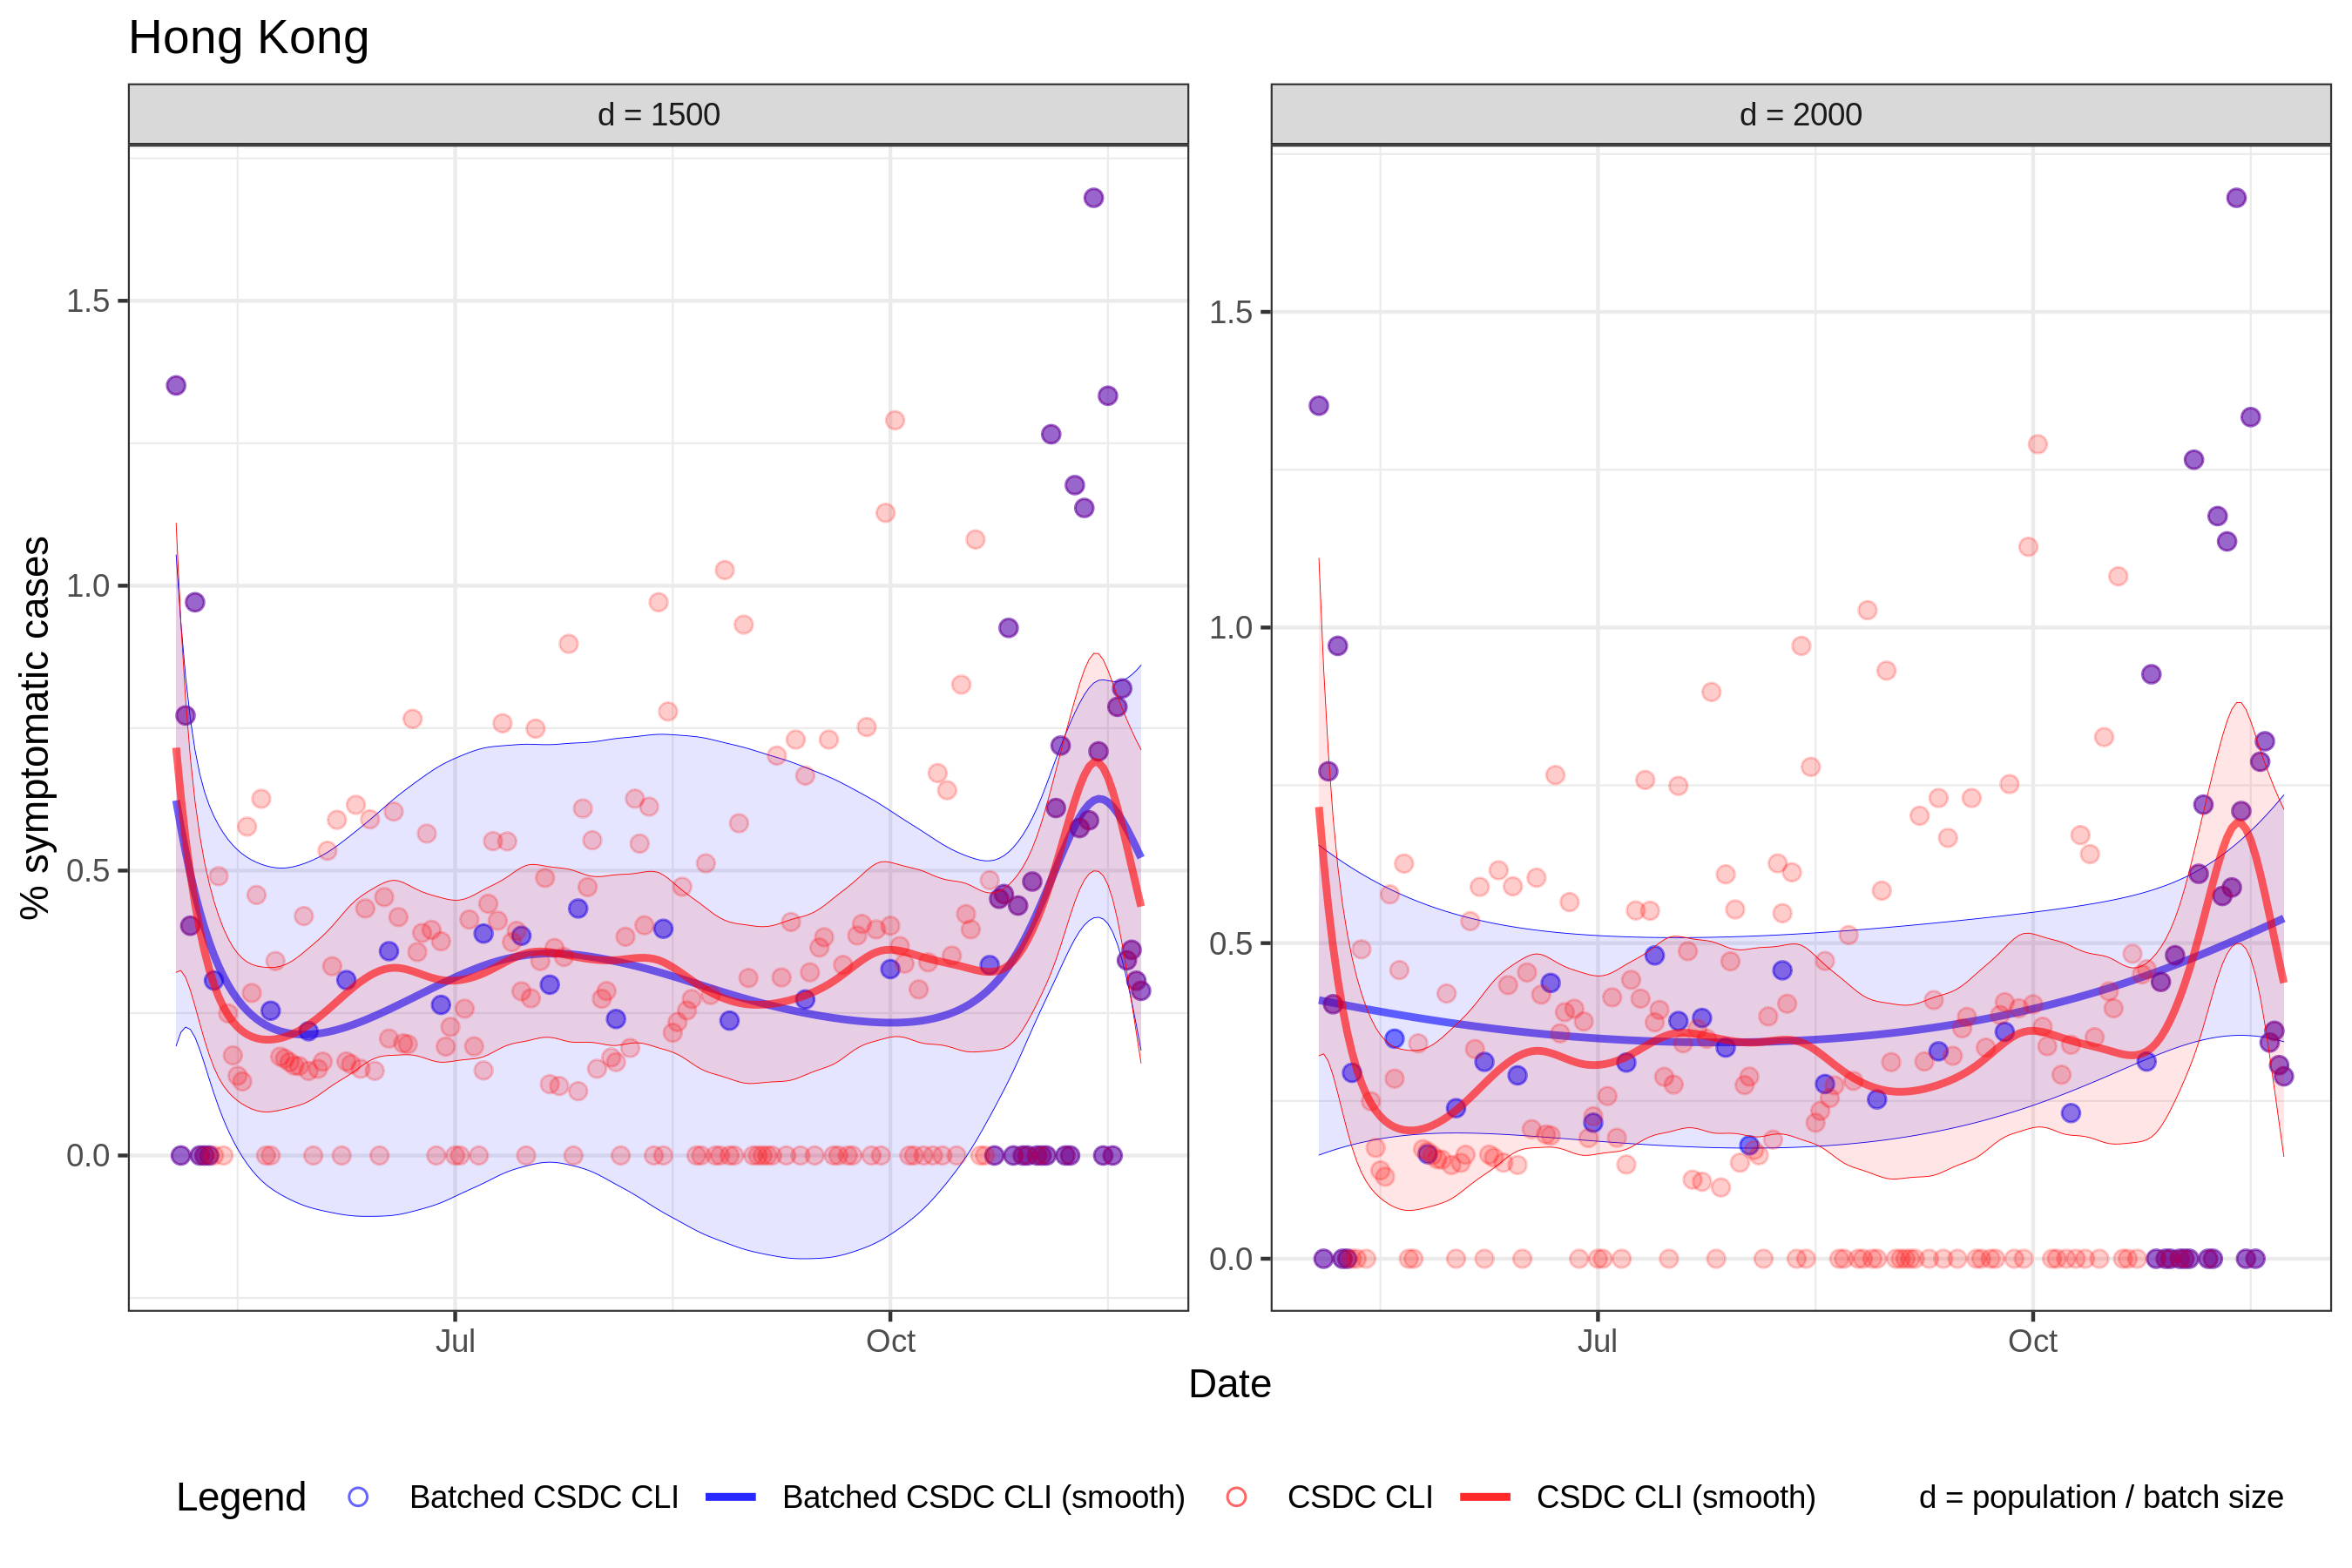 Hong Kong
d = 1500
d = 2000
% symptomatic cases
1.5
1.0
0.5
0.0
1.5
1.0
0.5
0.0
Jul
Oct
Jul
Oct
Date
Legend
Batched CSDC CLI
Batched CSDC CLI (smooth)
CSDC CLI
CSDC CLI (smooth)
d = population / batch size